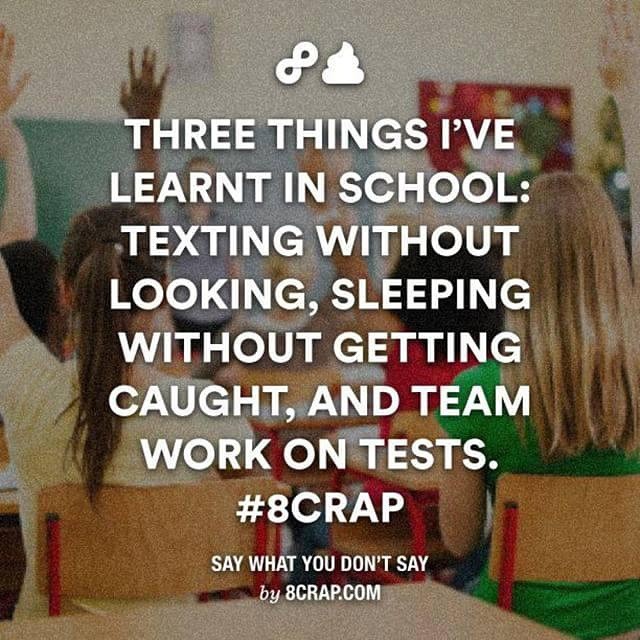 THREE THINGS I'VE
LEARNT IN SCHOOL:
TEXTING WITHOUT
LOOKING, SLEEPING
WITHOUT GETTING
CAUGHT, AND TEAM
WORK ON TESTS.
#8CRAP
SAY WHAT YOU DON'T SAY
by 8CRAP.COM